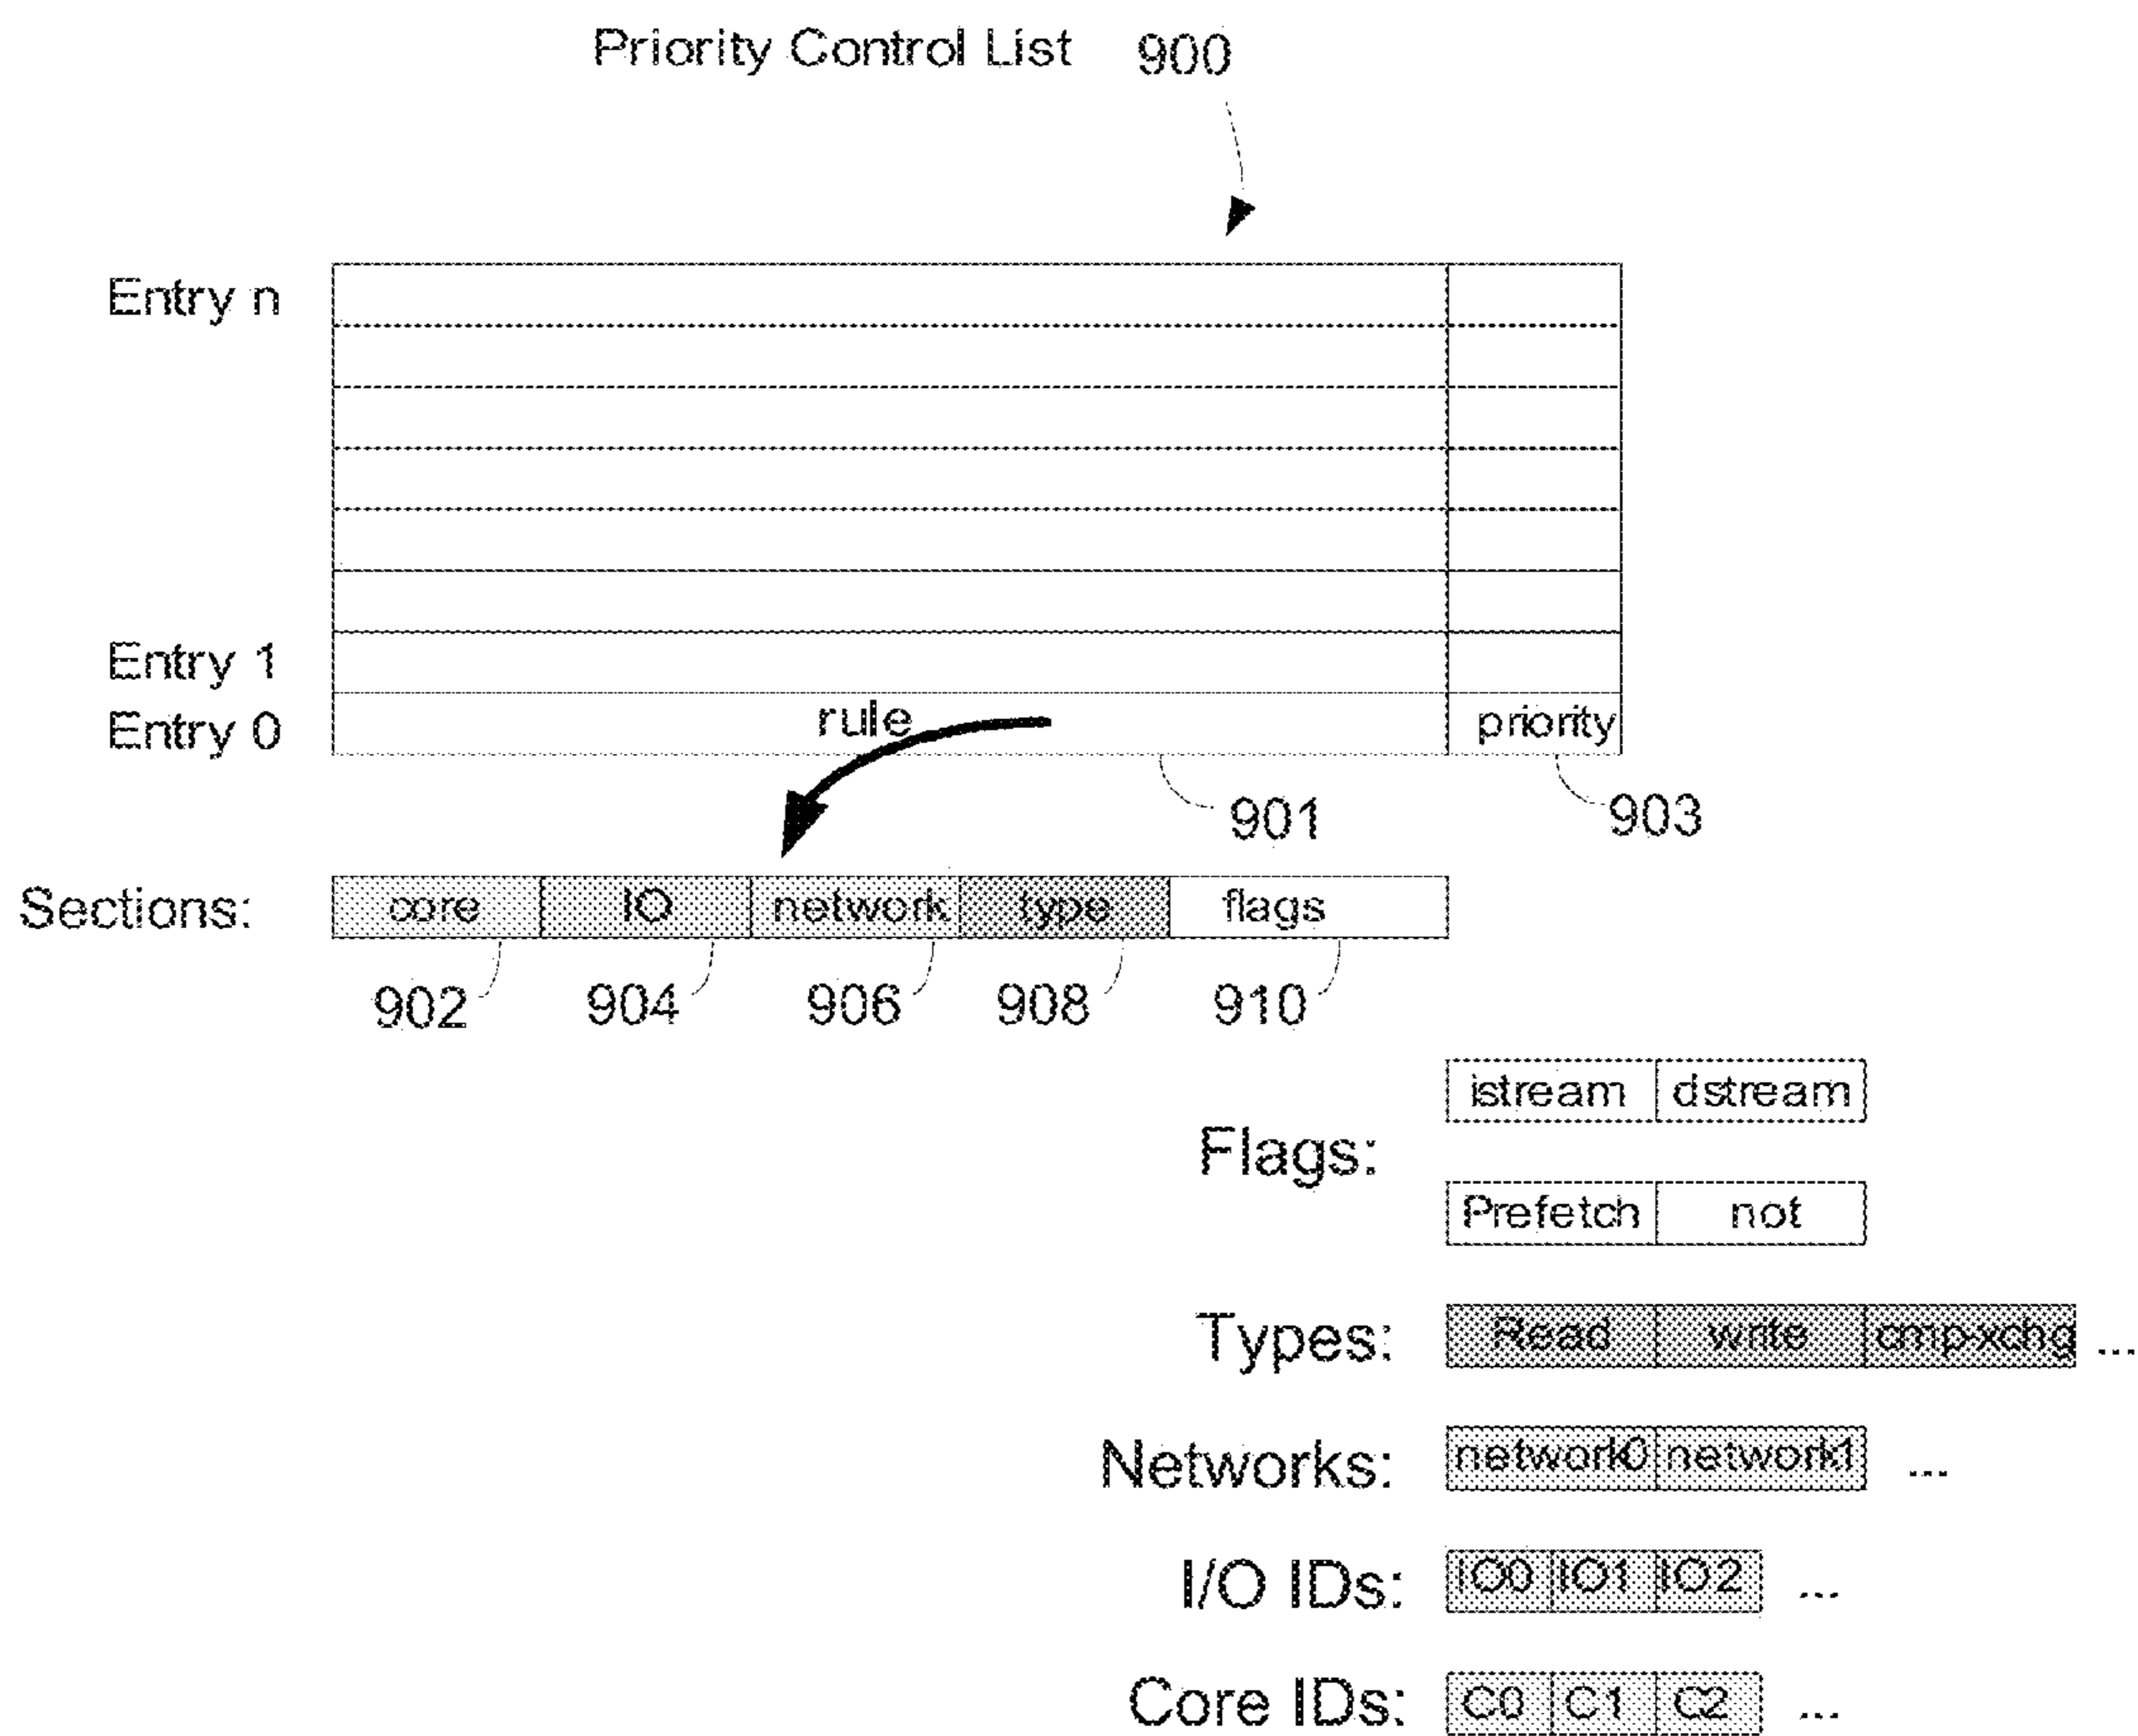 Priority Control List 900
Entry n
Entry 1
Entry 0 rule priority
901 903
Sections: core IO network type flags
902 904 906 908 910
istream dstream
Flags:
Prefetch not
Types: Read write cmp-xchg ...
Networks: network0 network1 ...
I/O IDs: IO0 IO1 IO2 ...
Core IDs: C0 C1 C2 ...